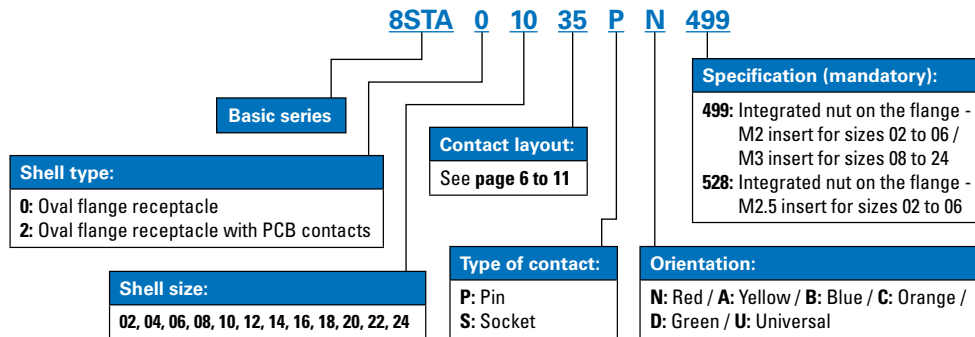 8STA 0 10 35 P N 499
Basic series
Shell type:
0: Oval flange receptacle
2: Oval flange receptacle with PCB contacts
Shell size:
02, 04, 06, 08, 10, 12, 14, 16, 18, 20, 22, 24
Contact layout:
See page 6 to 11
Type of contact:
P: Pin
S: Socket
Orientation:
N: Red / A: Yellow / B: Blue / C: Orange /
D: Green / U: Universal
Specification (mandatory):
499: Integrated nut on the flange -
M2 insert for sizes 02 to 06 /
M3 insert for sizes 08 to 24
528: Integrated nut on the flange -
M2.5 insert for sizes 02 to 06